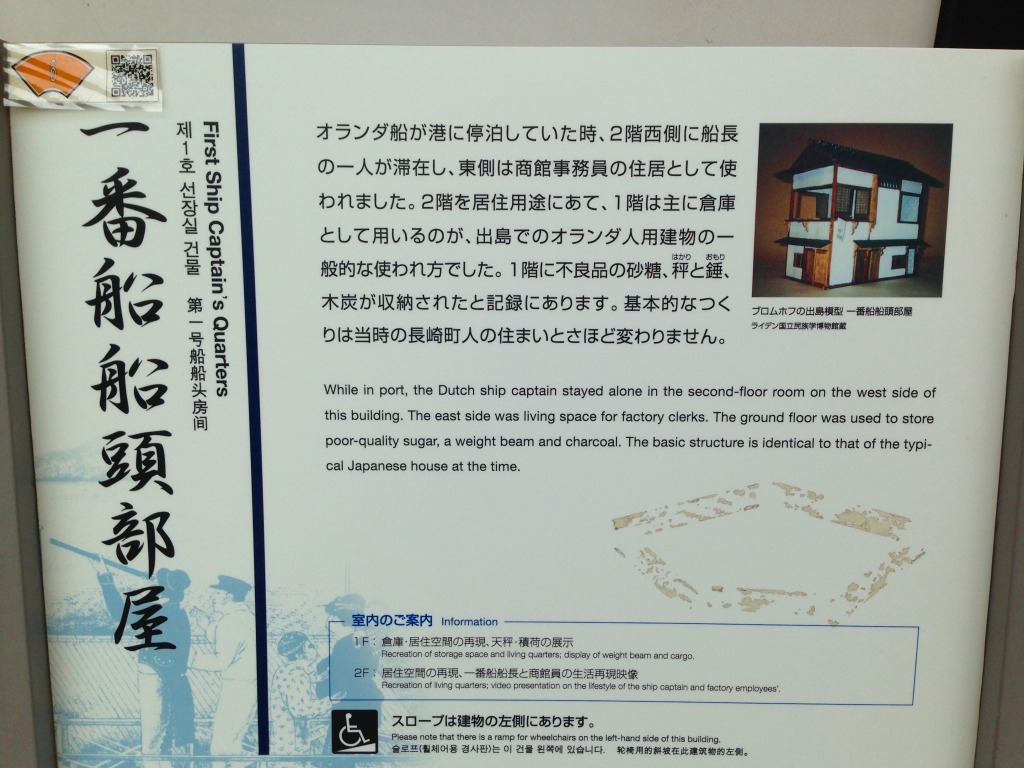 一番船船頭部屋
First Ship Captain's Quarters
제1호 선장실 건물 第一号船船头房间
オランダ船が港に停泊していた時、2階西側に船長
の一人が滞在し、東側は商館事務員の住居として使
われました。2階を居住用途にあて、1階は主に倉庫
として用いるのが、出島でのオランダ人用建物の一
般的な使われ方でした。1階に不良品の砂糖、秤と錘、
はかり おもり
木炭が収納されたと記録にあります。基本的なつく
りは当時の長崎町人の住まいとさほど変わりません。
ブロムホフの出島模型 一番船船頭部屋
ライデン国立民族学博物館蔵
While in port, the Dutch ship captain stayed alone in the second-floor room on the west side of
this building. The east side was living space for factory clerks. The ground floor was used to store
poor-quality sugar, a weight beam and charcoal. The basic structure is identical to that of the typi-
cal Japanese house at the time.
室内のご案内 Information
1F： 倉庫･居住空間の再現、天秤･積荷の展示
Recreation of storage space and living quarters; display of weight beam and cargo.
2F： 居住空間の再現、一番船船長と商館員の生活再現映像
Recreation of living quarters; video presentation on the lifestyle of the ship captain and factory employees'.
スロープは建物の左側にあります。
Please note that there is a ramp for wheelchairs on the left-hand side of this building.
슬로프(휠체어용 경사판)는 이 건물 왼쪽에 있습니다. 轮椅用的斜坡在此建筑物的左侧。